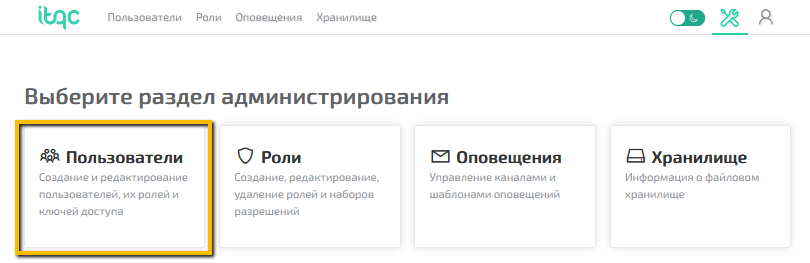 itqc Пользователи Роли Оповещения Хранилище
Выберите раздел администрирования
Пользователи
Создание и редактирование
пользователей, их ролей и
ключей доступа
Роли
Создание, редактирование,
удаление ролей и наборов
разрешений
Оповещения
Управление каналами и
шаблонами оповещений
Хранилище
Информация о файловом
хранилище